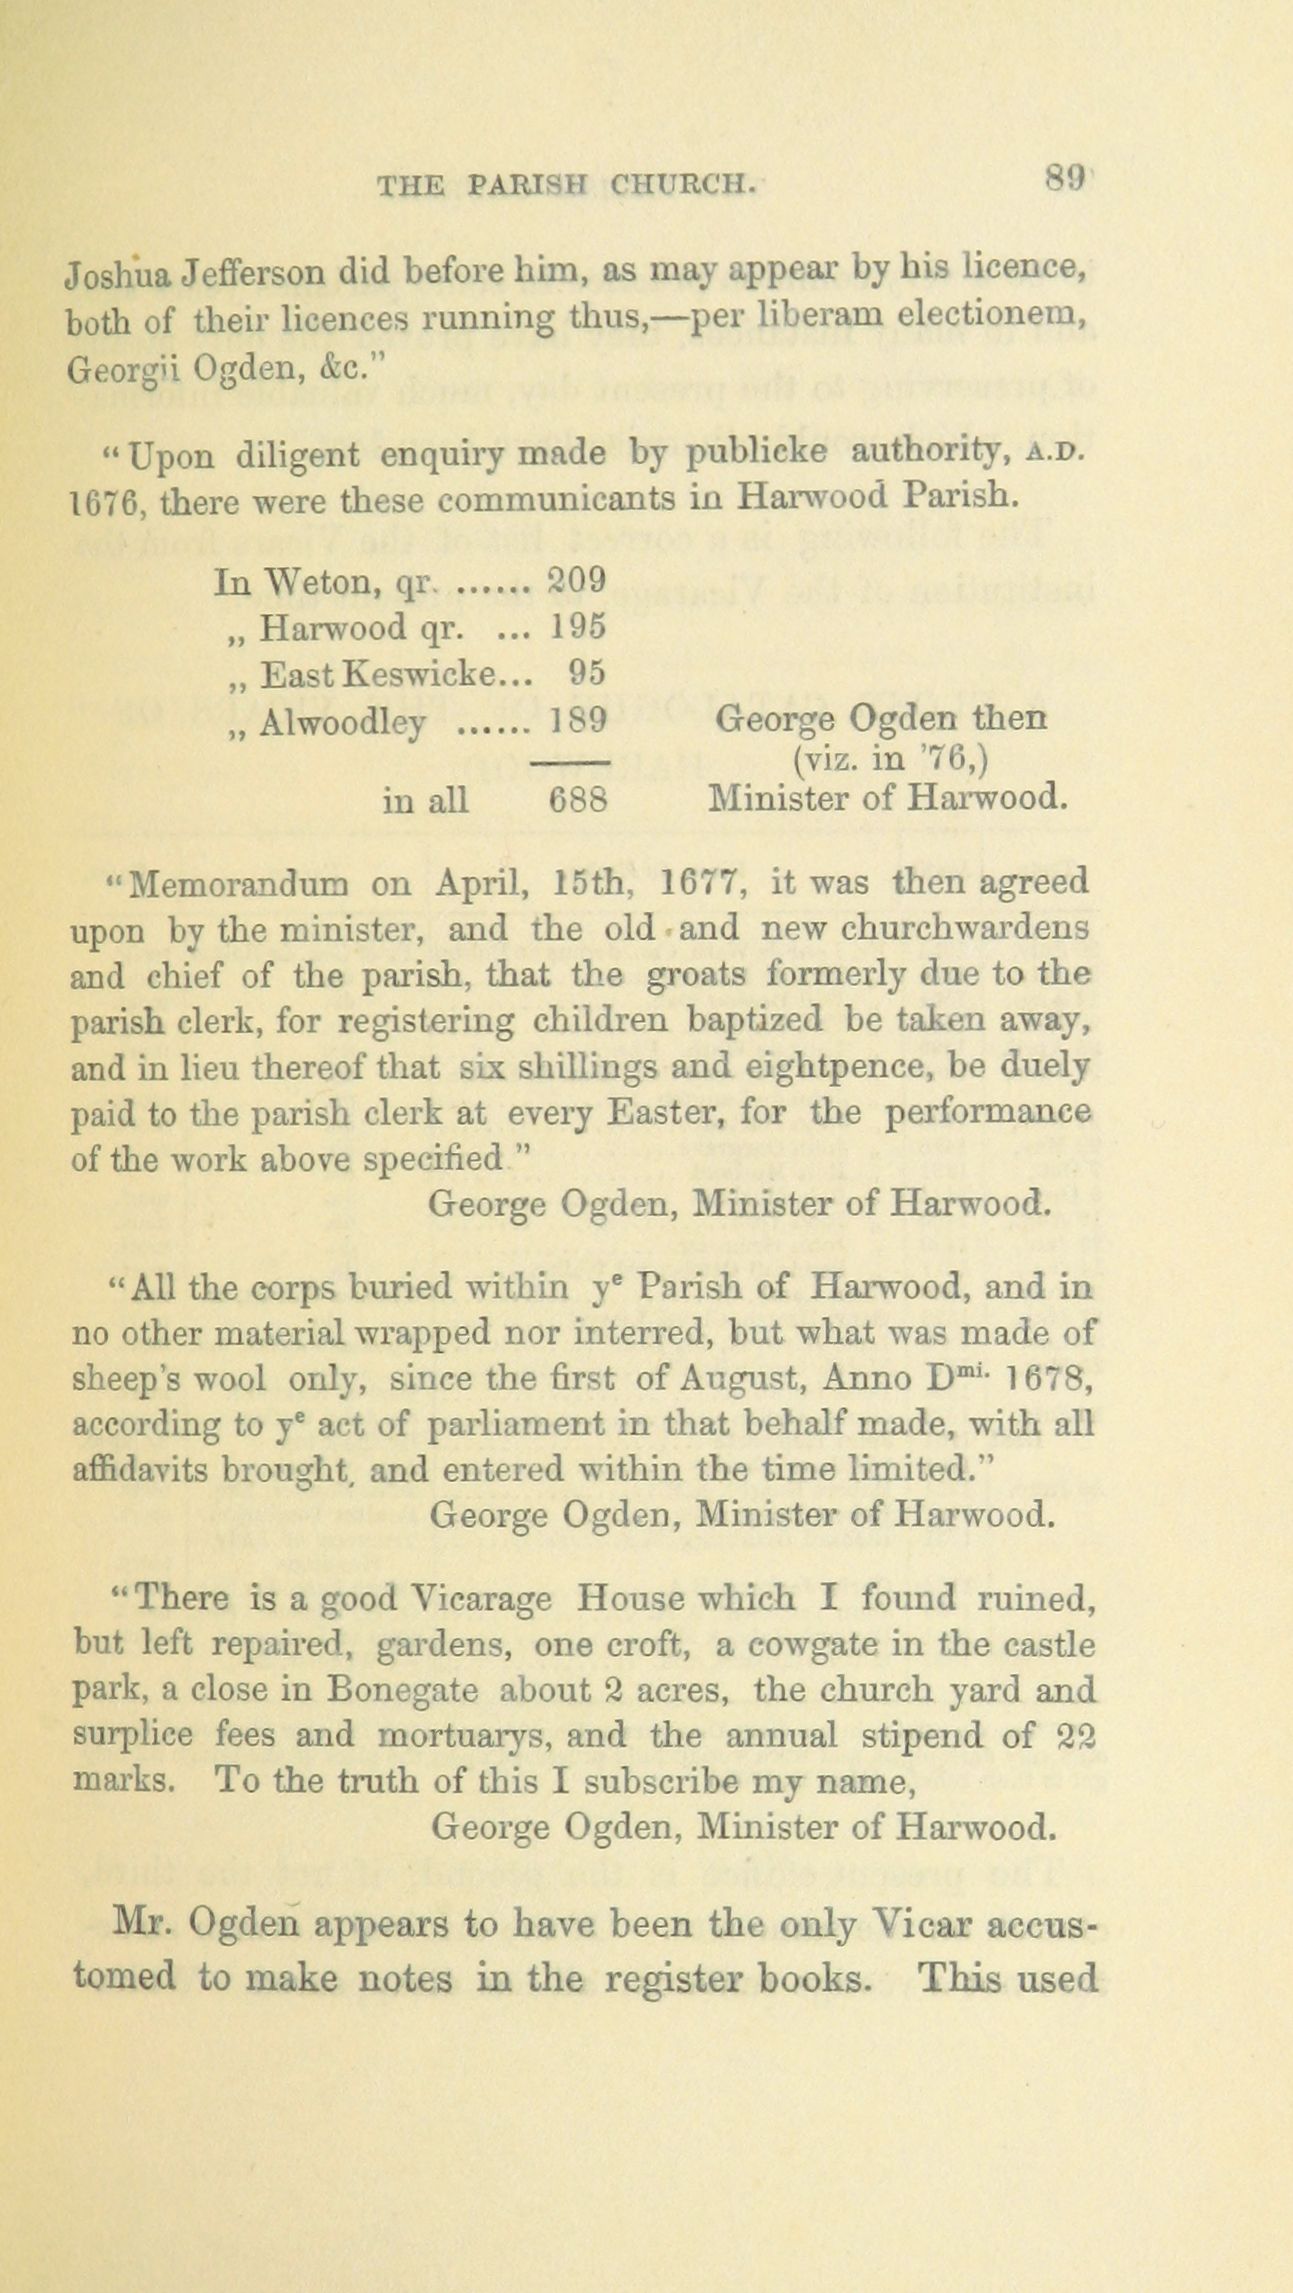 THE PARISH CHURCH. 89
Joshua Jefferson did before him, as may appear by his licence,
both of their licences running thus,—per liberam electionem,
Georgii Ogden, &c."
"Upon diligent enquiry made by publicke authority, A.D.
1676, there were these communicants in Harwood Parish.
In Weton, qr. ...... 209
„ Harwood qr. ... 195
„ East Keswicke... 95
„ Alwoodley ...... 189 George Ogden then
(viz. in '76,)
in all 688 Minister of Harwood.
"Memorandum on April, 15th, 1677, it was then agreed
upon by the minister, and the old and new churchwardens
and chief of the parish, that the groats formerly due to the
parish clerk, for registering children baptized be taken away,
and in lieu thereof that six shillings and eightpence, be duely
paid to the parish clerk at every Easter, for the performance
of the work above specified "
George Ogden, Minister of Harwood.
"All the corps buried within yᵉ Parish of Harwood, and in
no other material wrapped nor interred, but what was made of
sheep's wool only, since the first of August, Anno Dᵐⁱ· 1678,
according to yᵉ act of parliament in that behalf made, with all
affidavits brought, and entered within the time limited."
George Ogden, Minister of Harwood.
"There is a good Vicarage House which I found ruined,
but left repaired, gardens, one croft, a cowgate in the castle
park, a close in Bonegate about 2 acres, the church yard and
surplice fees and mortuarys, and the annual stipend of 22
marks. To the truth of this I subscribe my name,
George Ogden, Minister of Harwood.
Mr. Ogden appears to have been the only Vicar accus-
tomed to make notes in the register books. This used